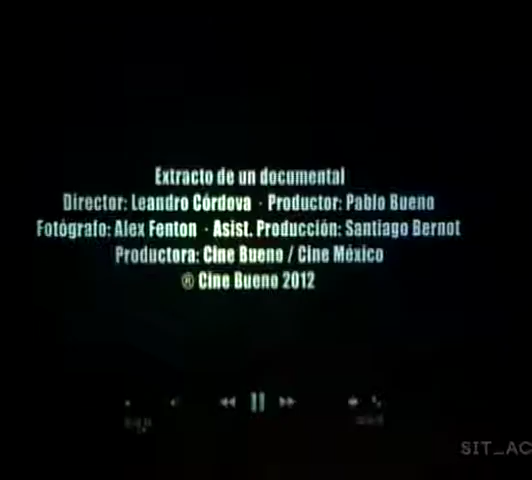 Extracto de un documental
Director: Leandro Córdova · Productor: Pablo Bueno
Fotógrafo: Alex Fenton · Asist. Producción: Santiago Bernot
Productora: Cine Bueno / Cine México
® Cine Bueno 2012
SIT_AC